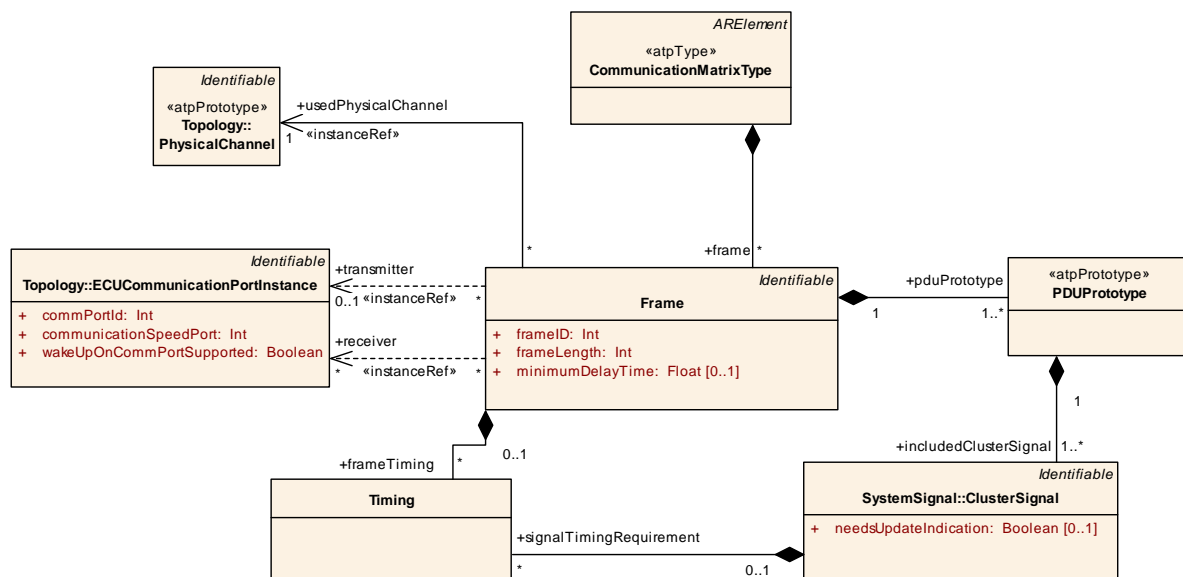 ARElement
«atpType»
CommunicationMatrixType
Identifiable
«atpPrototype»
Topology::
PhysicalChannel
+usedPhysicalChannel
1
«instanceRef»
*
+frame
*
Identifiable
Topology::ECUCommunicationPortInstance
+ commPortId: Int
+ communicationSpeedPort: Int
+ wakeUpOnCommPortSupported: Boolean
+transmitter
0..1
«instanceRef»
*
+receiver
*
«instanceRef»
*
Identifiable
Frame
+ frameID: Int
+ frameLength: Int
+ minimumDelayTime: Float [0..1]
+pduPrototype
1
1..*
«atpPrototype»
PDUPrototype
1
+includedClusterSignal
1..*
0..1
+frameTiming
*
Timing
Identifiable
SystemSignal::ClusterSignal
+ needsUpdateIndication: Boolean [0..1]
+signalTimingRequirement
*
0..1